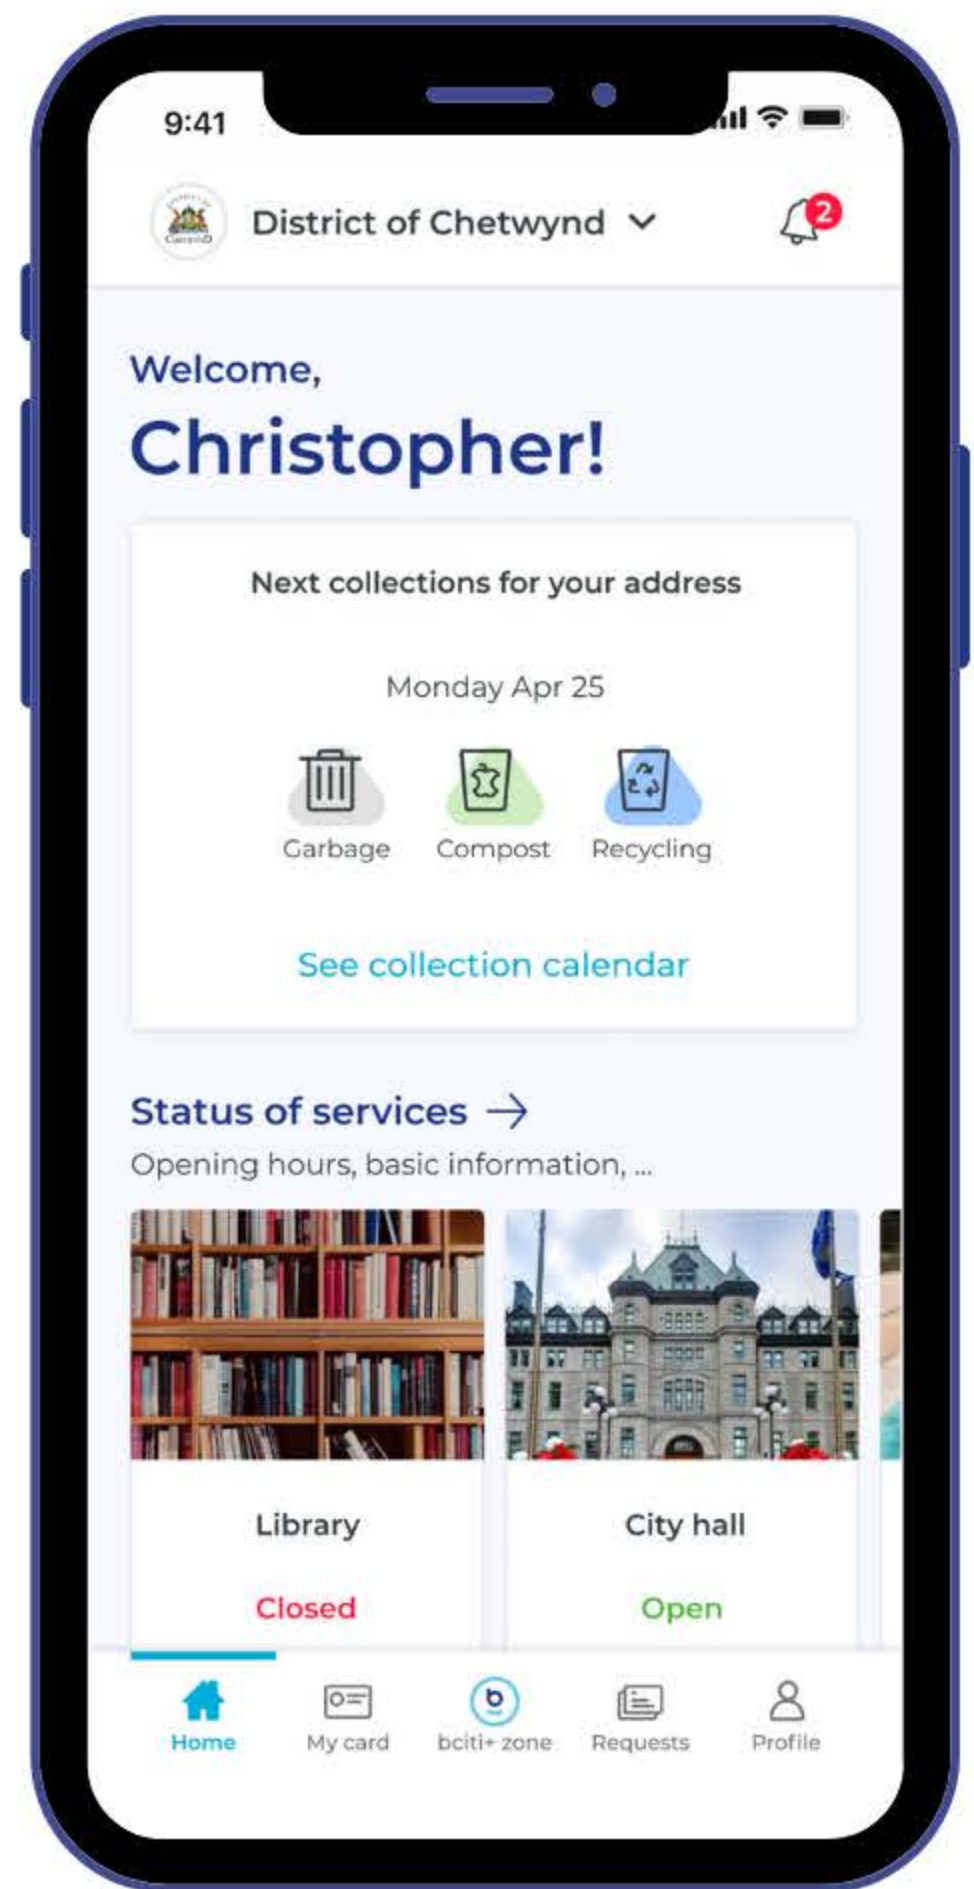 9:41
District of Chetwynd
2
Welcome,
Christopher!
Next collections for your address
Monday Apr 25
Garbage Compost Recycling
See collection calendar
Status of services →
Opening hours, basic information, ...
Library City hall
Closed Open
b
Home My card bciti+ zone Requests Profile